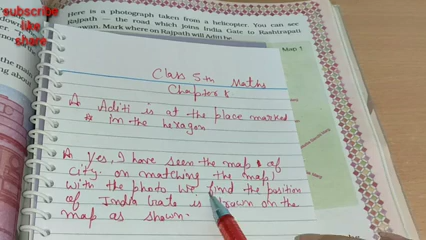 subscribe
like
share
Here is a photograph taken from a helicopter. You can see
Rajpath – the road which joins India Gate to Rashtrapati
Mark where on Rajpath will Aditi be.
Map 1
Class 5th Maths
Chapter 8
Aditi is at the place marked
in the hexagon
Yes, I have seen the map of
city. on matching the map
with the photo we find the position
of India Gate is drawn on the
map as shown.